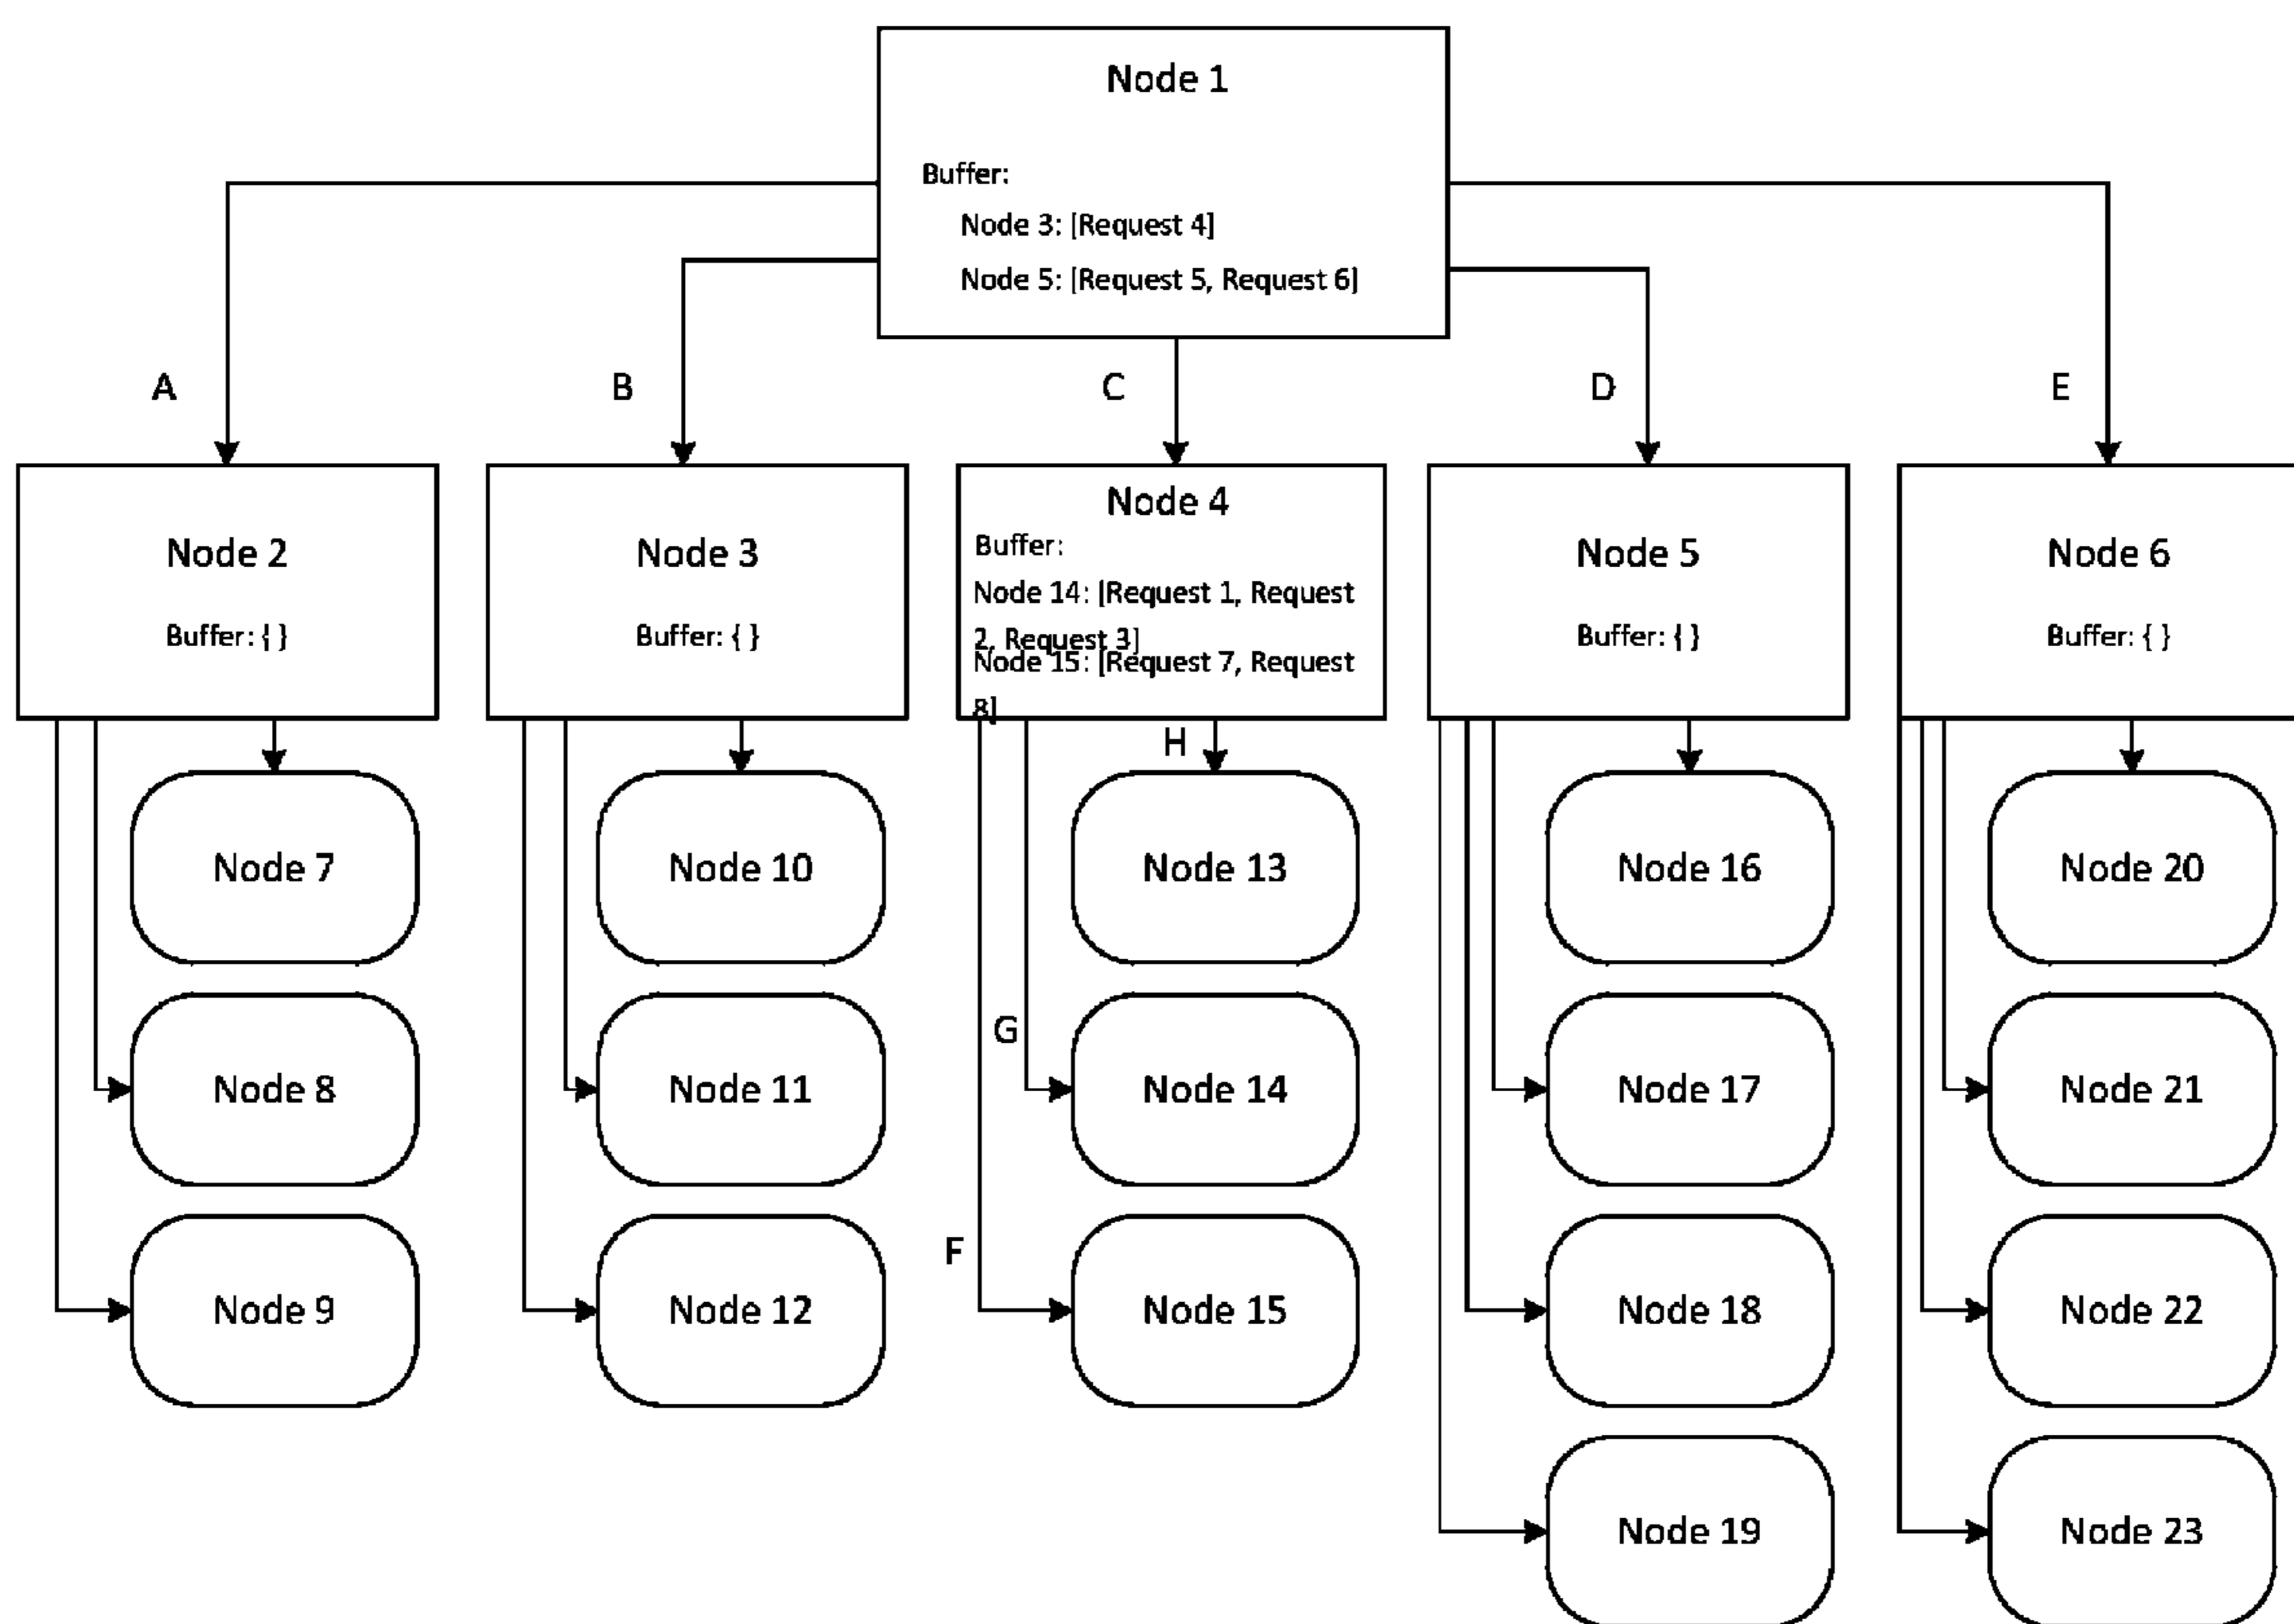 Node 1
Buffer:
Node 3: [Request 4]
Node 5: [Request 5, Request 6]
A
B
C
D
E
Node 2
Buffer: { }
Node 3
Buffer: { }
Node 4
Buffer:
Node 14: [Request 1, Request
2, Request 3]
Node 15: [Request 7, Request
8]
Node 5
Buffer: { }
Node 6
Buffer: { }
H
G
F
Node 7
Node 8
Node 9
Node 10
Node 11
Node 12
Node 13
Node 14
Node 15
Node 16
Node 17
Node 18
Node 19
Node 20
Node 21
Node 22
Node 23